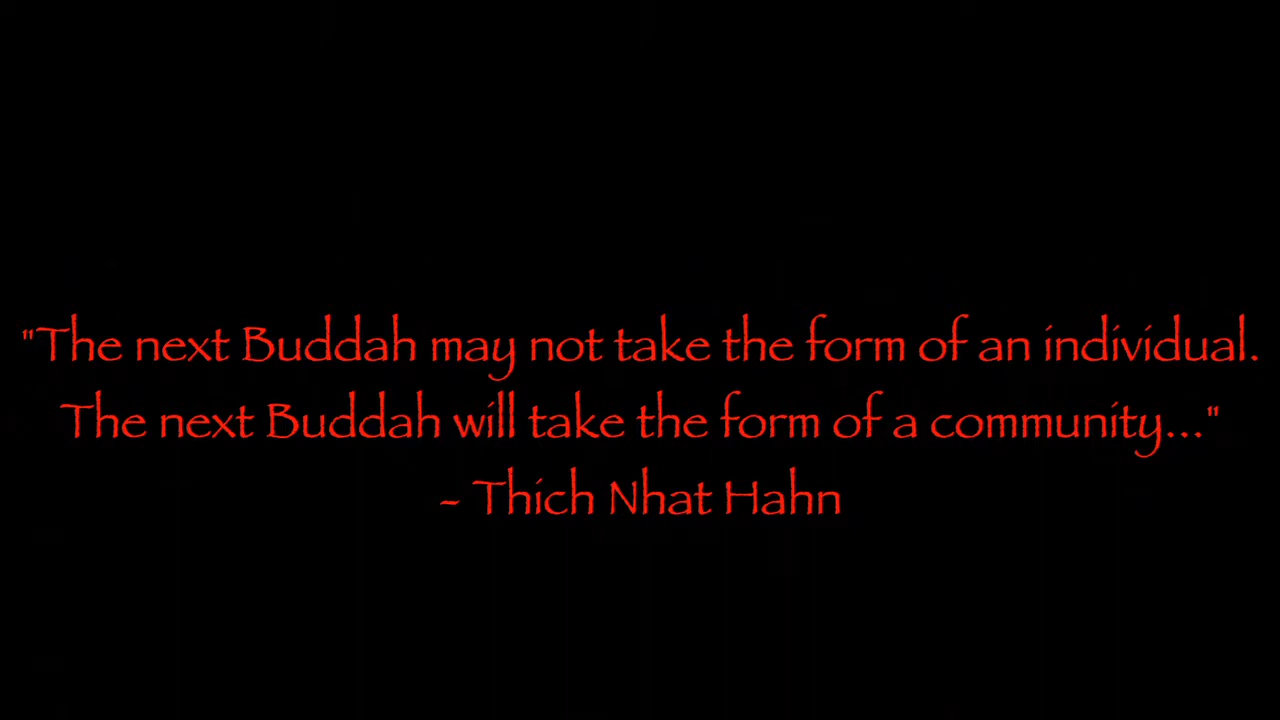 "The next Buddah may not take the form of an individual.
The next Buddah will take the form of a community..."
- Thich Nhat Hahn